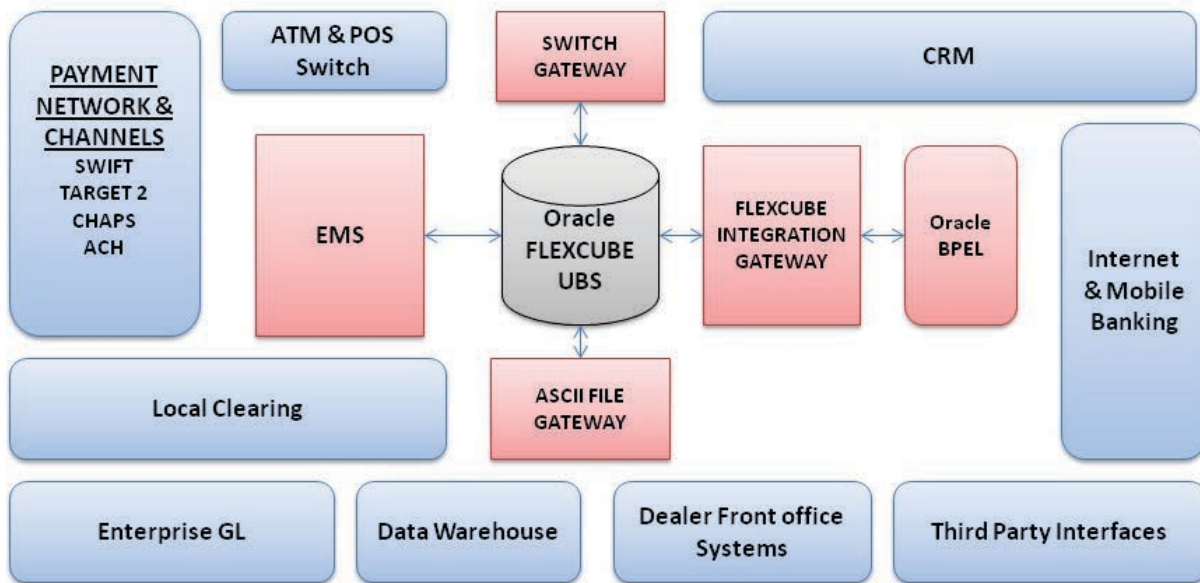 PAYMENT
NETWORK &
CHANNELS
SWIFT
TARGET 2
CHAPS
ACH
ATM & POS
Switch
SWITCH
GATEWAY
CRM
EMS
Oracle
FLEXCUBE
UBS
FLEXCUBE
INTEGRATION
GATEWAY
Oracle
BPEL
Internet
& Mobile
Banking
Local Clearing
ASCII FILE
GATEWAY
Enterprise GL
Data Warehouse
Dealer Front office
Systems
Third Party Interfaces